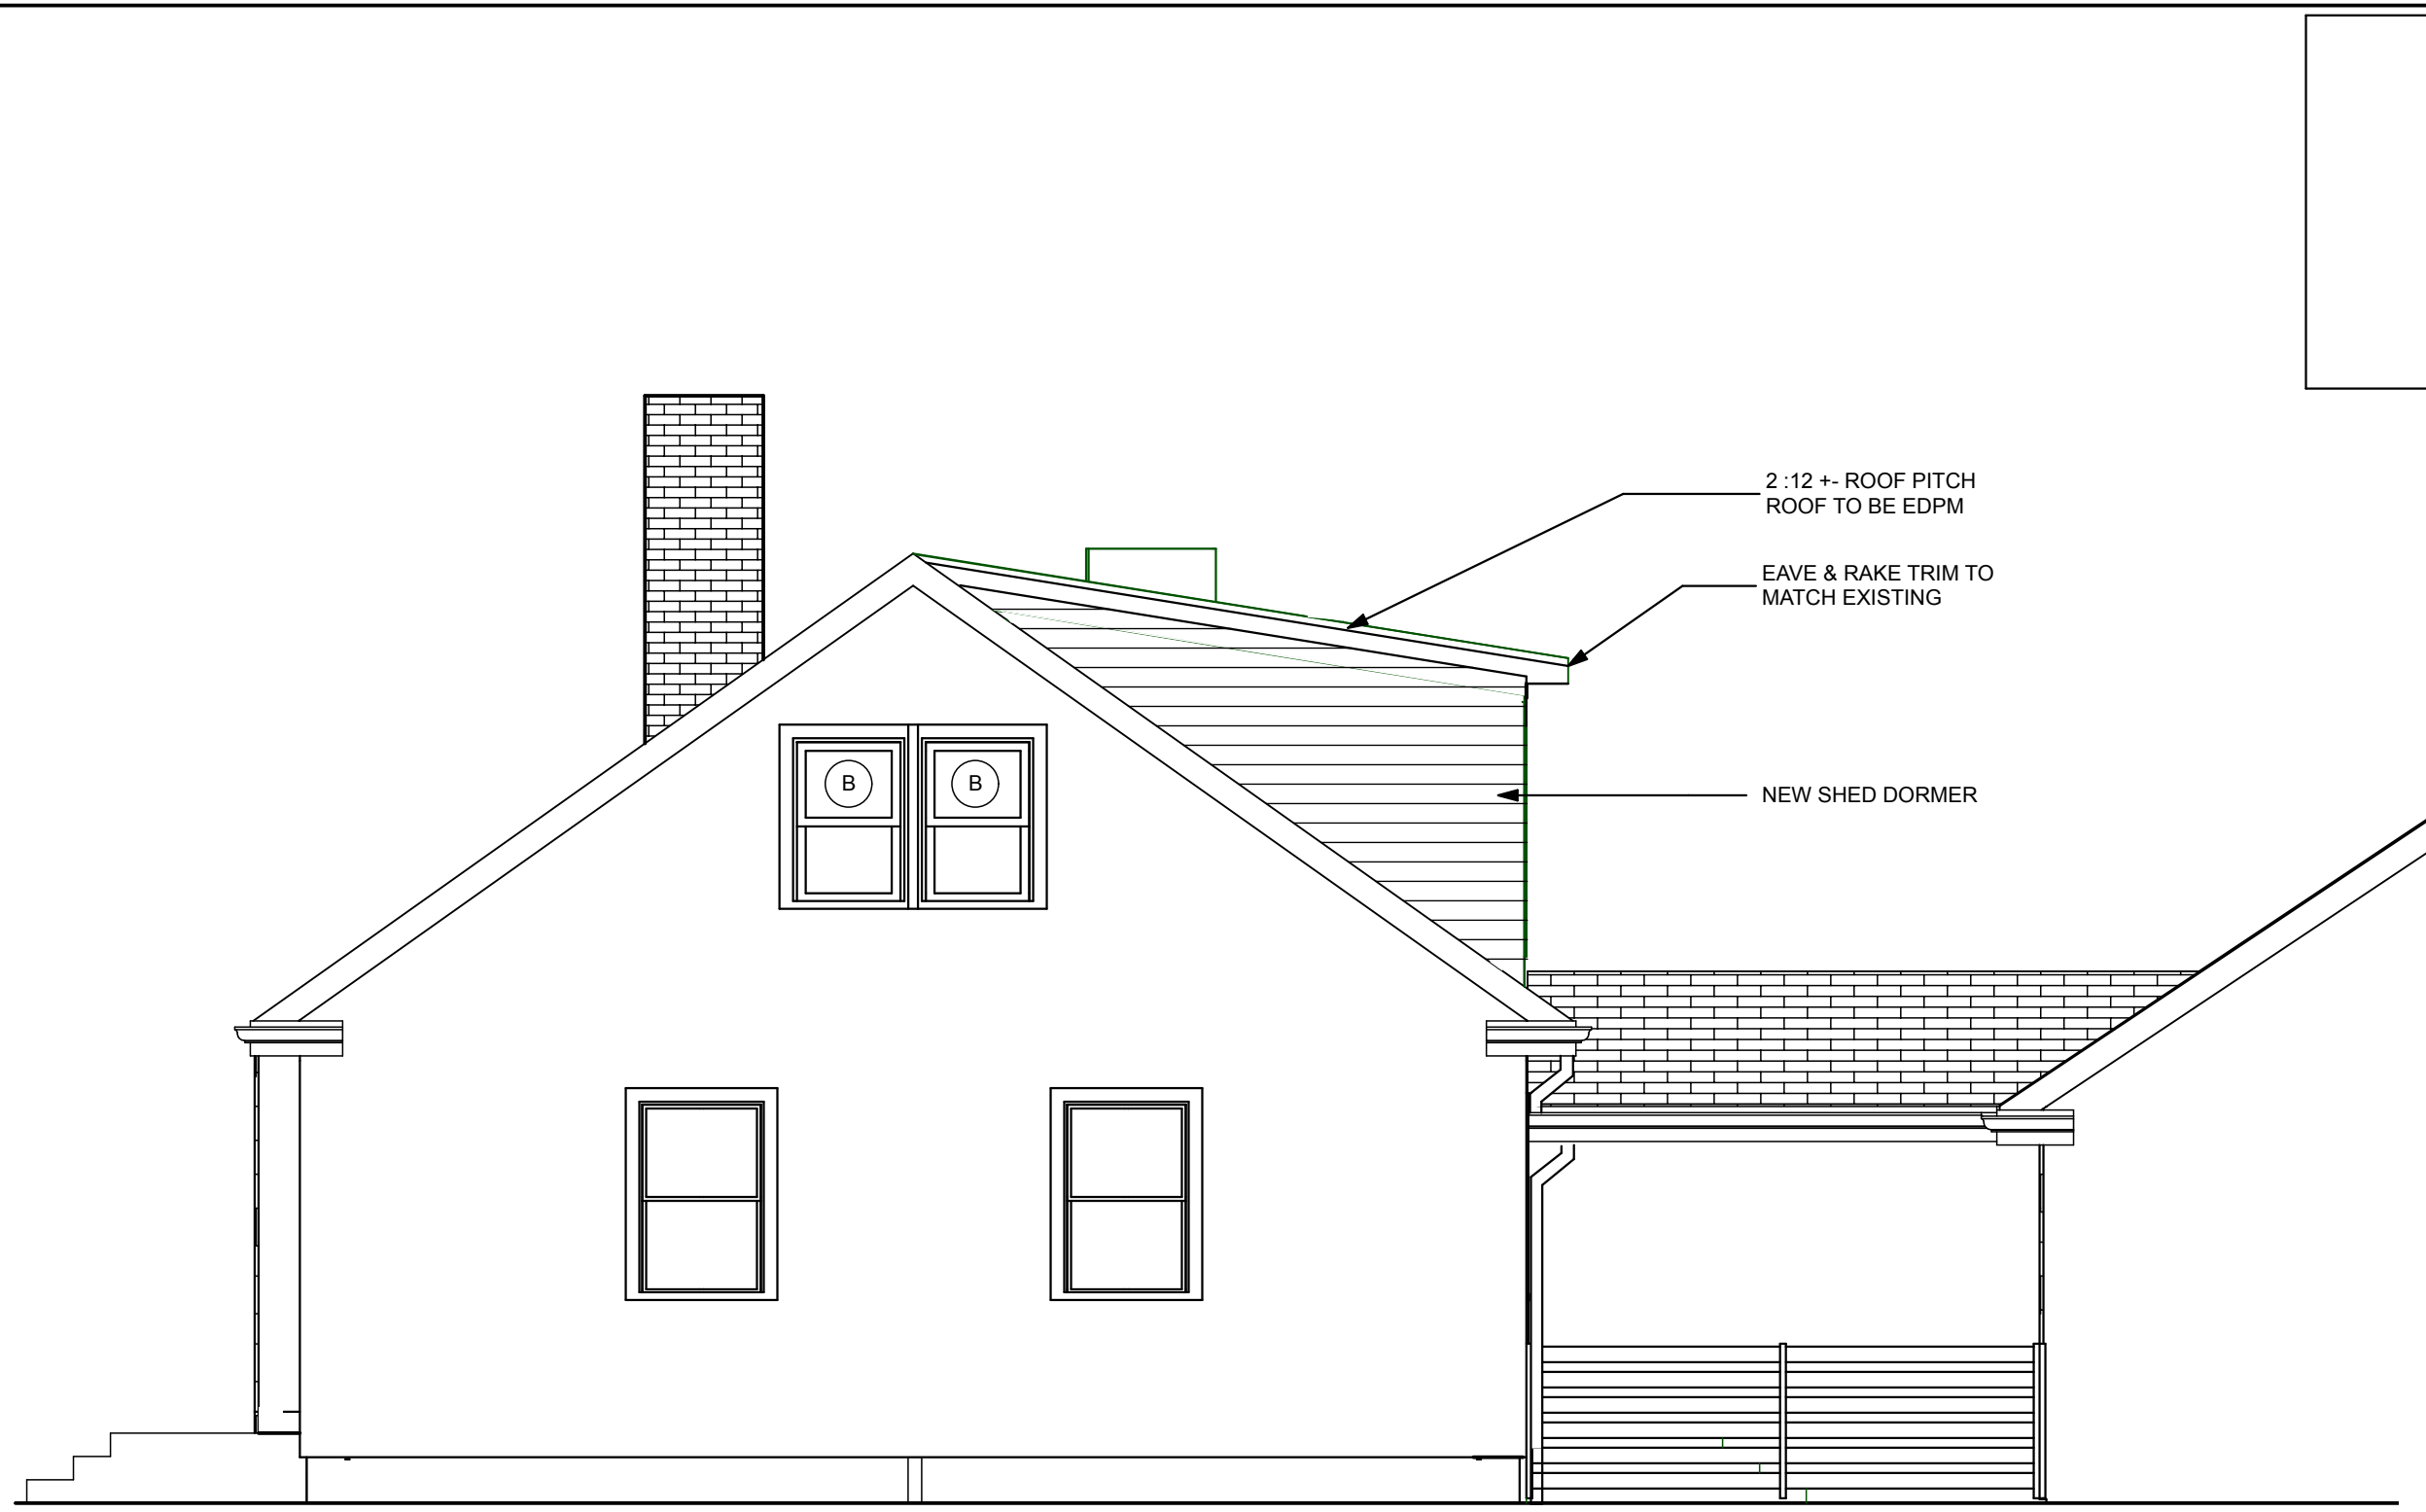 2 :12 +- ROOF PITCH
ROOF TO BE EDPM
EAVE & RAKE TRIM TO
MATCH EXISTING
B
B
NEW SHED DORMER